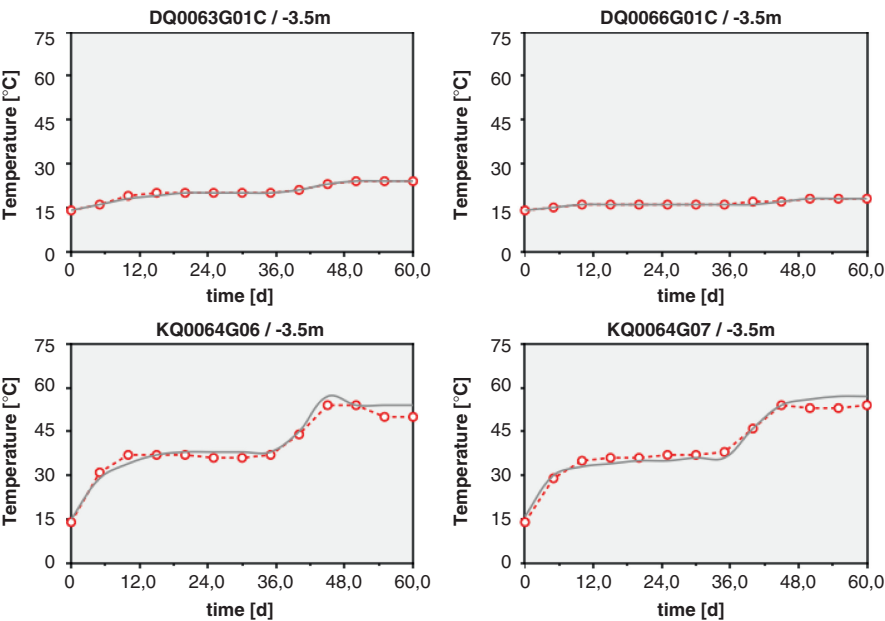 DQ0063G01C / -3.5m
75
60
45
30
15
0
Temperature [°C]
0 12,0 24,0 36,0 48,0 60,0
time [d]
DQ0066G01C / -3.5m
75
60
45
30
15
0
Temperature [°C]
0 12,0 24,0 36,0 48,0 60,0
time [d]
KQ0064G06 / -3.5m
75
60
45
30
15
0
Temperature [°C]
0 12,0 24,0 36,0 48,0 60,0
time [d]
KQ0064G07 / -3.5m
75
60
45
30
15
0
Temperature [°C]
0 12,0 24,0 36,0 48,0 60,0
time [d]